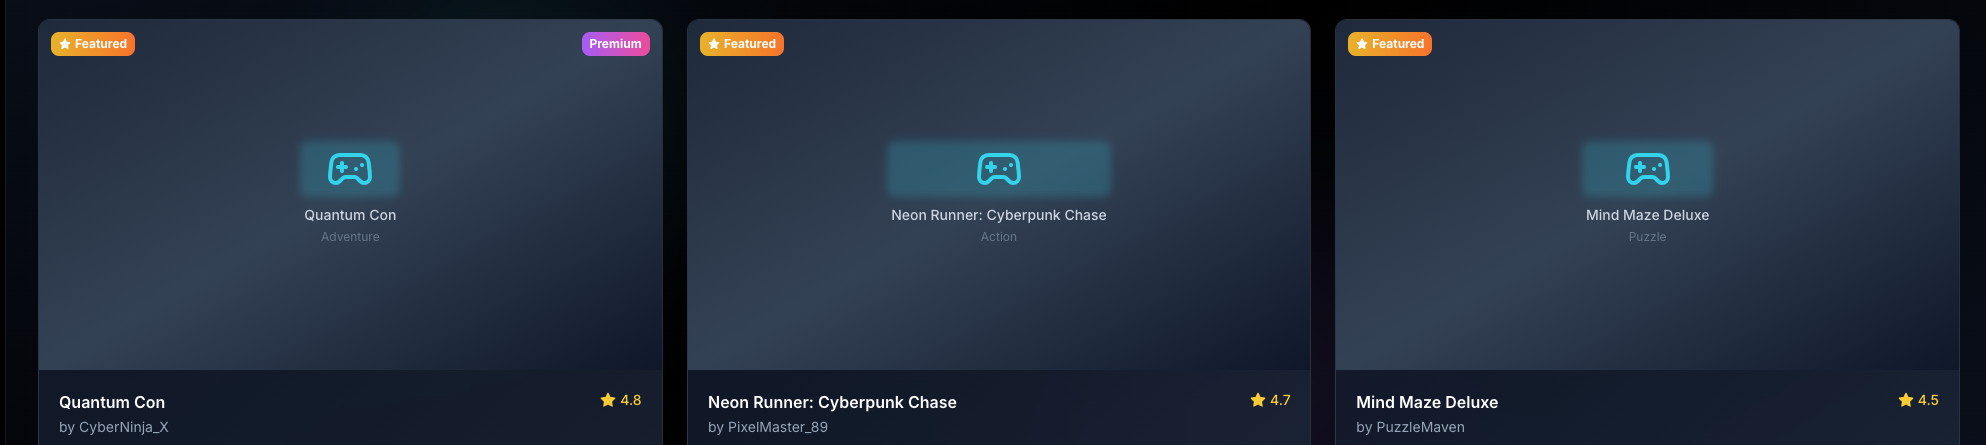 Featured
Premium
Quantum Con
Adventure
Quantum Con
4.8
by CyberNinja_X
Featured
Neon Runner: Cyberpunk Chase
Action
Neon Runner: Cyberpunk Chase
4.7
by PixelMaster_89
Featured
Mind Maze Deluxe
Puzzle
Mind Maze Deluxe
4.5
by PuzzleMaven